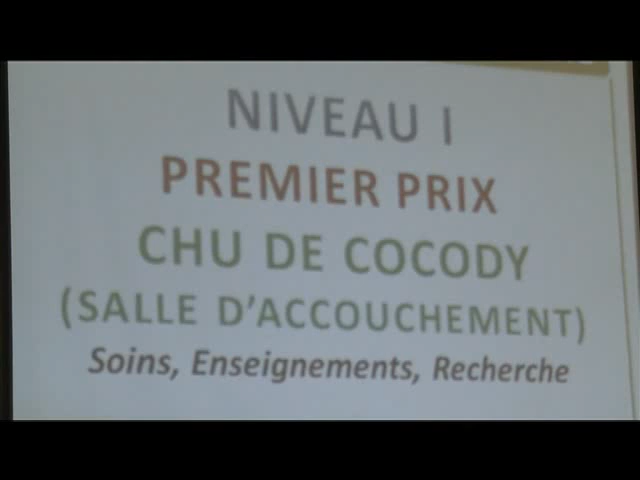 NIVEAU I
PREMIER PRIX
CHU DE COCODY
(SALLE D'ACCOUCHEMENT)
Soins, Enseignements, Recherche